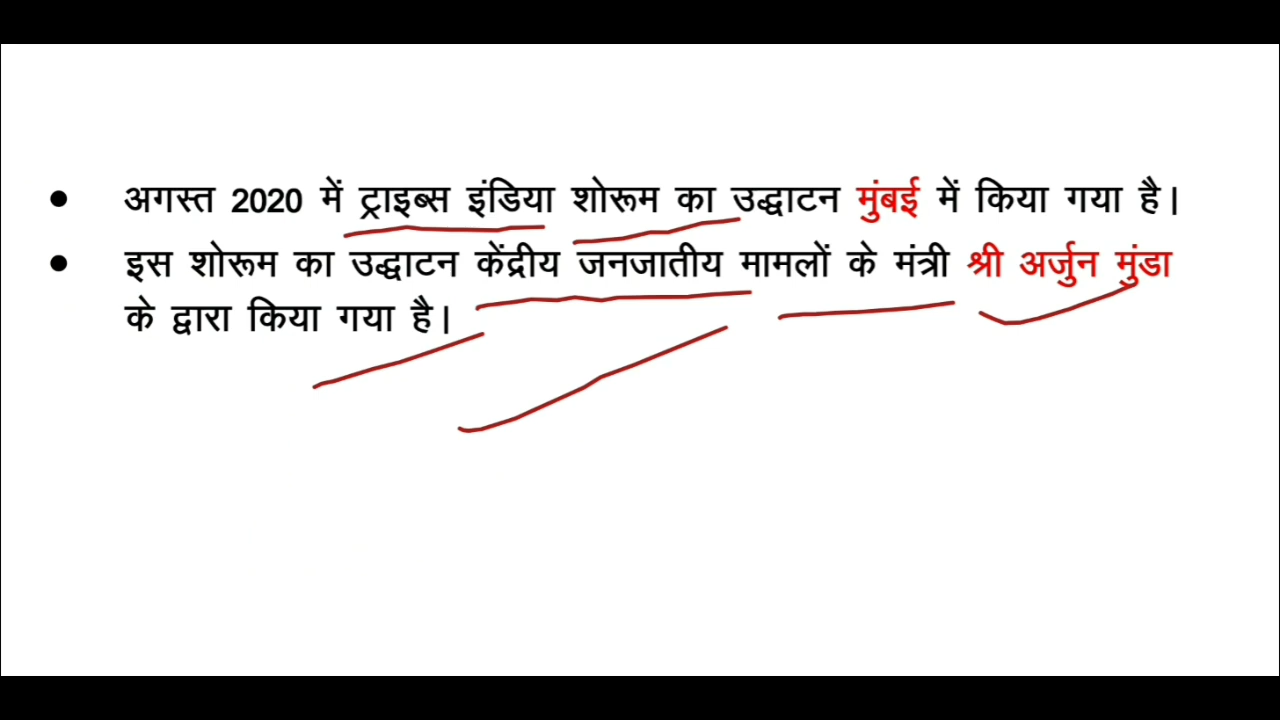 • अगस्त 2020 में ट्राइब्स इंडिया शोरूम का उद्घाटन मुंबई में किया गया है।
• इस शोरूम का उद्घाटन केंद्रीय जनजातीय मामलों के मंत्री श्री अर्जुन मुंडा
के द्वारा किया गया है।